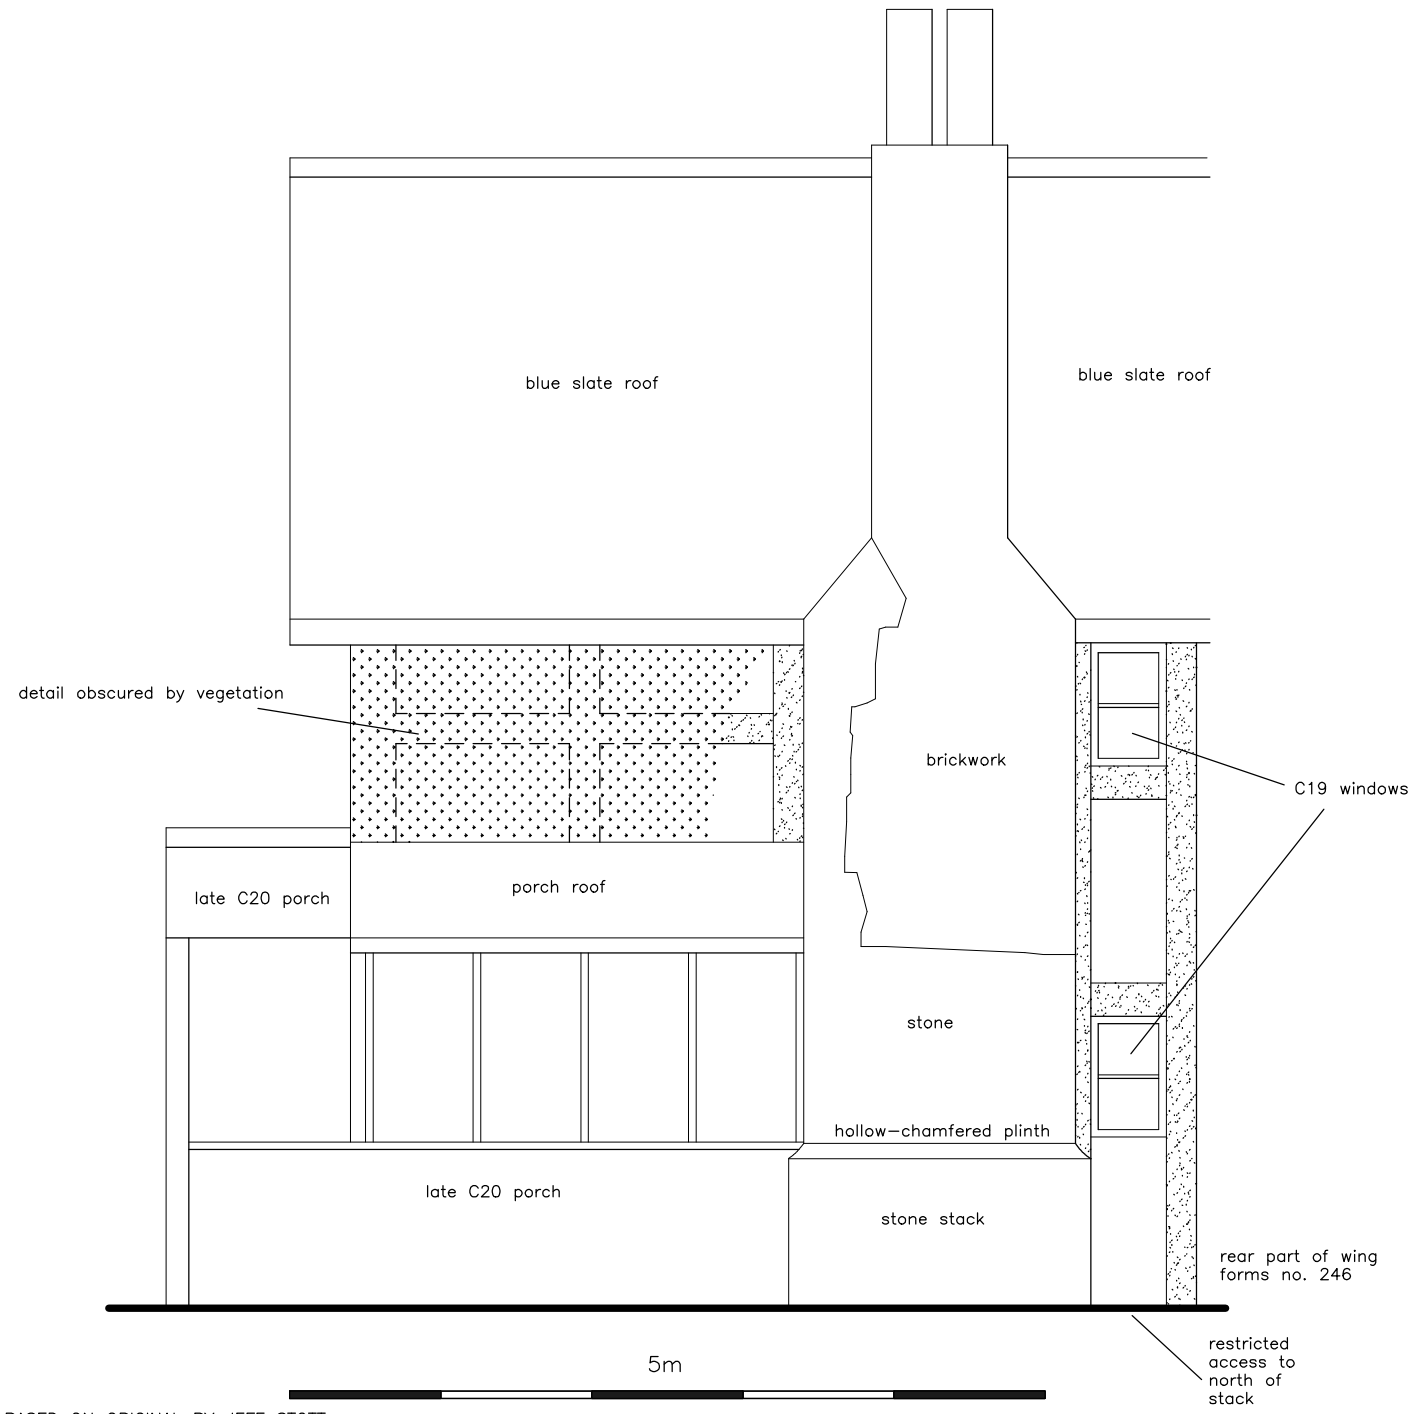 blue slate roof
blue slate roof
detail obscured by vegetation
brickwork
C19 windows
late C20 porch
porch roof
stone
hollow-chamfered plinth
late C20 porch
stone stack
rear part of wing
forms no. 246
restricted
access to
north of
stack
5m